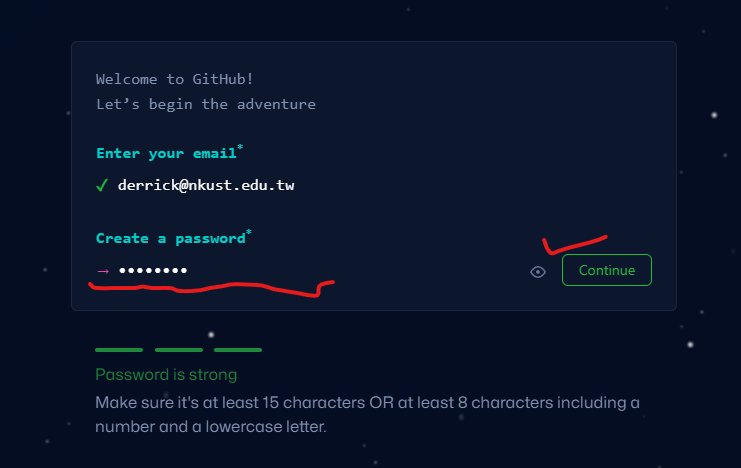 Welcome to GitHub!
Let’s begin the adventure
Enter your email*
✓ derrick@nkust.edu.tw
Create a password*
→ ••••••••
Continue
Password is strong
Make sure it's at least 15 characters OR at least 8 characters including a
number and a lowercase letter.